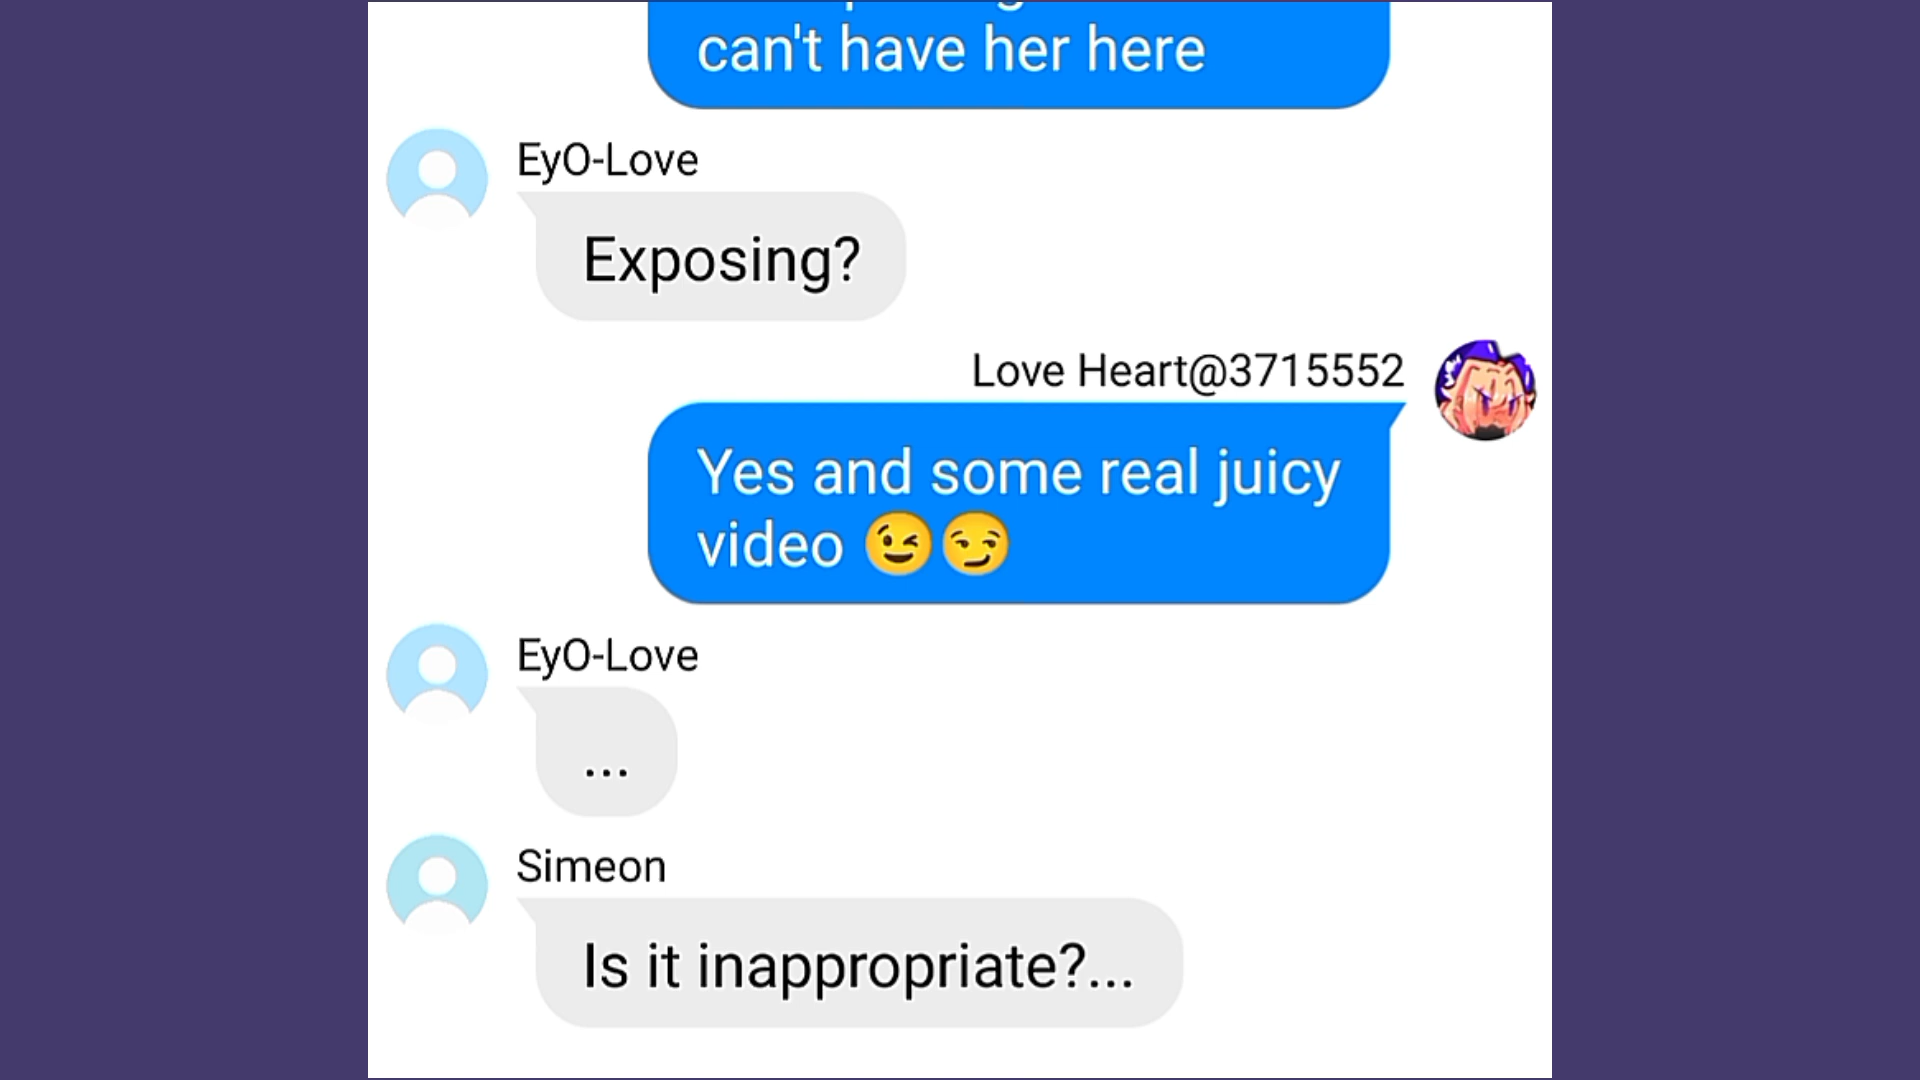 can't have her here
EyO-Love
Exposing?
Love Heart@3715552
Yes and some real juicy
video 😉😏
EyO-Love
...
Simeon
Is it inappropriate?...